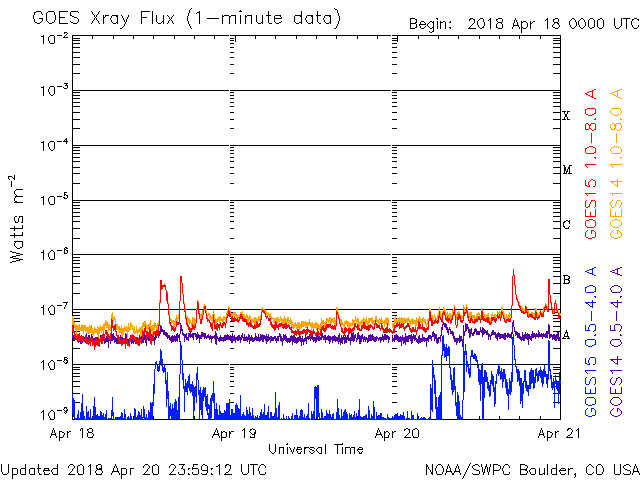 GOES Xray Flux (1-minute data)
Begin: 2018 Apr 18 0000 UTC
10-2
10-3
10-4
10-5
10-6
10-7
10-8
10-9
Watts m-2
X
M
C
B
A
GOES15 1.0-8.0 A
GOES14 1.0-8.0 A
GOES15 0.5-4.0 A
GOES14 0.5-4.0 A
Apr 18 Apr 19 Apr 20 Apr 21
Universal Time
Updated 2018 Apr 20 23:59:12 UTC NOAA/SWPC Boulder, CO USA